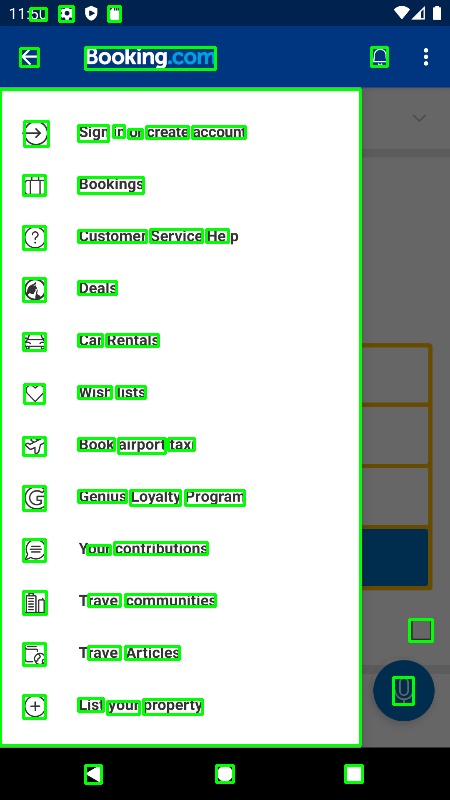 11:50
Booking.com
Sign in or create account
Bookings
Customer Service Help
Deals
Car Rentals
Wish lists
Book airport taxi
Genius Loyalty Program
Your contributions
Travel communities
Travel Articles
List your property